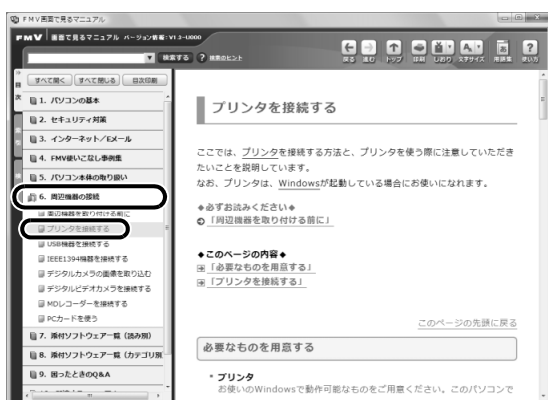 FMV画面で見るマニュアル
FMV 画面で見るマニュアル バージョン情報:V1.3-U000
検索する ? 検索のヒント
戻る 進む トップ 印刷 しおり 文字サイズ 用語集 使い方
目次
すべて開く すべて閉じる 目次印刷
1. パソコンの基本
2. セキュリティ対策
3. インターネット/Eメール
4. FMV使いこなし事例集
5. パソコン本体の取り扱い
6. 周辺機器の接続
周辺機器を取り付ける前に
プリンタを接続する
USB機器を接続する
IEEE1394機器を接続する
デジタルカメラの画像を取り込む
デジタルビデオカメラを接続する
MDレコーダーを接続する
PCカードを使う
7. 添付ソフトウェア一覧(読み別)
8. 添付ソフトウェア一覧(カテゴリ別
9. 困ったときのQ&A
プリンタを接続する
ここでは、プリンタを接続する方法と、プリンタを使う際に注意していただき
たいことを説明しています。
なお、プリンタは、Windowsが起動している場合にお使いになれます。
◆必ずお読みください◆
「周辺機器を取り付ける前に」
◆このページの内容◆
「必要なものを用意する」
「プリンタを接続する」
このページの先頭に戻る
必要なものを用意する
・プリンタ
お使いのWindowsで動作可能なものをご用意ください。このパソコンで